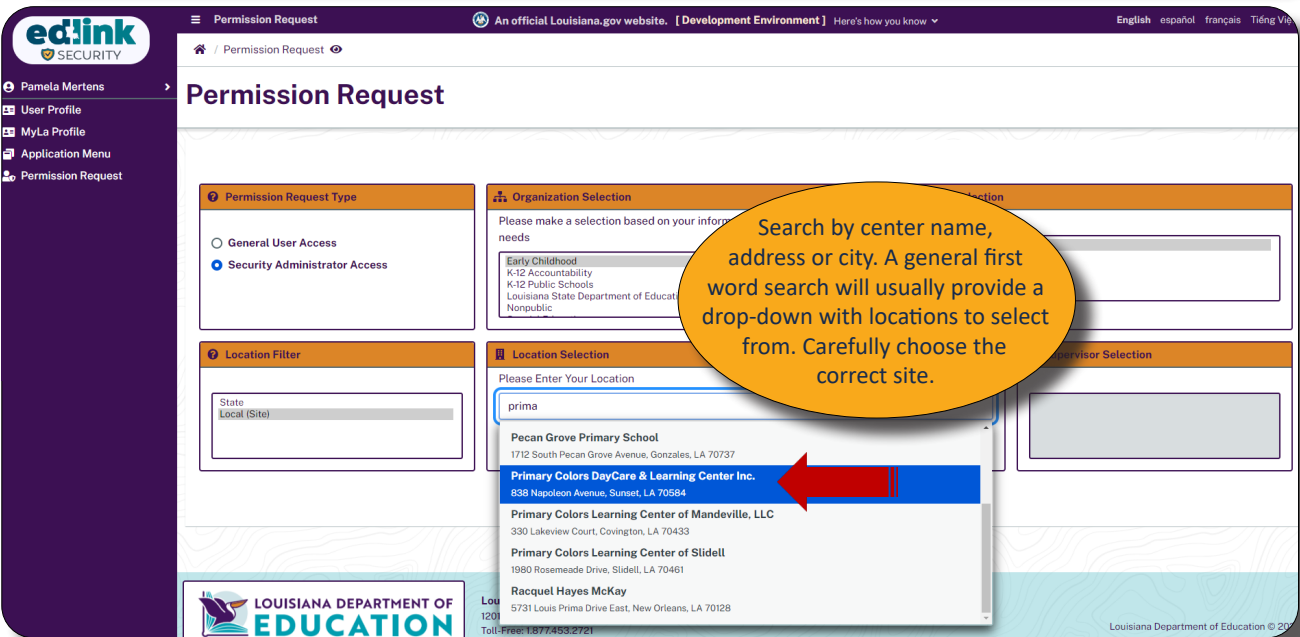 edlink
SECURITY
Permission Request
An official Louisiana.gov website. [ Development Environment ] Here's how you know
English español français Tiếng
Pamela Mertens
User Profile
MyLa Profile
Application Menu
Permission Request
/ Permission Request
Permission Request
Permission Request Type
General User Access
Security Administrator Access
Organization Selection
Please make a selection based on your
needs
Early Childhood
K-12 Accountability
K-12 Public Schools
Louisiana State Department of
Nonpublic
Search by center name,
address or city. A general first
word search will usually provide a
drop-down with locations to select
from. Carefully choose the
correct site.
Location Filter
State
Local (Site)
Location Selection
Please Enter Your Location
prima
Pecan Grove Primary School
1712 South Pecan Grove Avenue, Gonzales, LA 70737
Primary Colors DayCare & Learning Center Inc.
838 Napoleon Avenue, Sunset, LA 70584
Primary Colors Learning Center of Mandeville, LLC
330 Lakeview Court, Covington, LA 70433
Primary Colors Learning Center of Slidell
1980 Rosemeade Drive, Slidell, LA 70461
Racquel Hayes McKay
5731 Louis Prima Drive East, New Orleans, LA 70128
Selection
LOUISIANA DEPARTMENT OF
EDUCATION
Toll-Free: 1.877.453.2721
Louisiana Department of Education ©